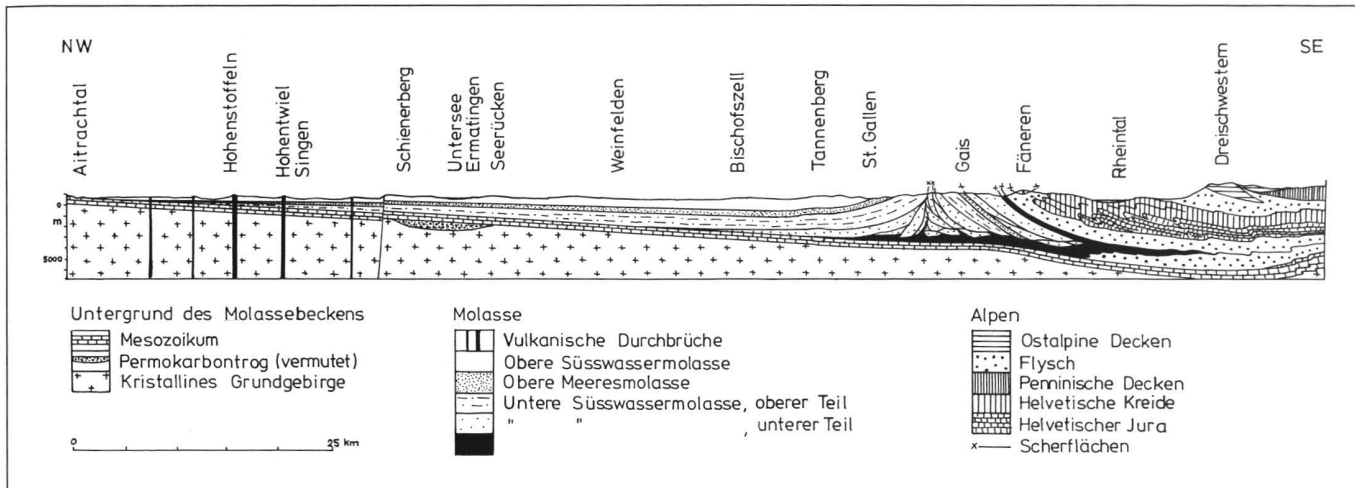 NW
SE
Aitrachtal
Hohenstoffeln
Hohentwiel
Singen
Schienerberg
Untersee
Ermatingen
Seerücken
Weinfelden
Bischofszell
Tannenberg
St. Gallen
Gais
Fäneren
Rheintal
Dreischwestern
0
m
5000
Untergrund des Molassebeckens
Mesozoikum
Permokarbontrog (vermutet)
Kristallines Grundgebirge
0 25 km
Molasse
Vulkanische Durchbrüche
Obere Süsswassermolasse
Obere Meeresmolasse
Untere Süsswassermolasse, oberer Teil
" " , unterer Teil
Alpen
Ostalpine Decken
Flysch
Penninische Decken
Helvetische Kreide
Helvetischer Jura
Scherflächen